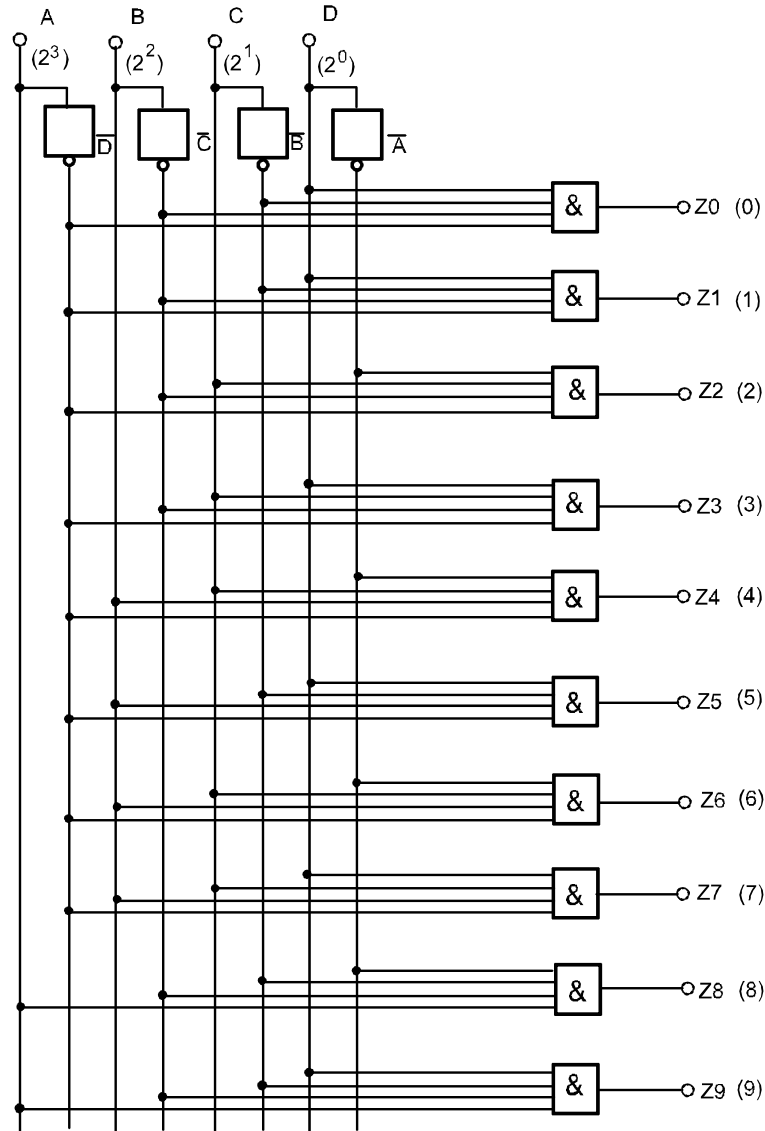 A B C D
(2³) (2²) (2¹) (2⁰)
D̅ C̅ B̅ A̅
& Z0 (0)
& Z1 (1)
& Z2 (2)
& Z3 (3)
& Z4 (4)
& Z5 (5)
& Z6 (6)
& Z7 (7)
& Z8 (8)
& Z9 (9)